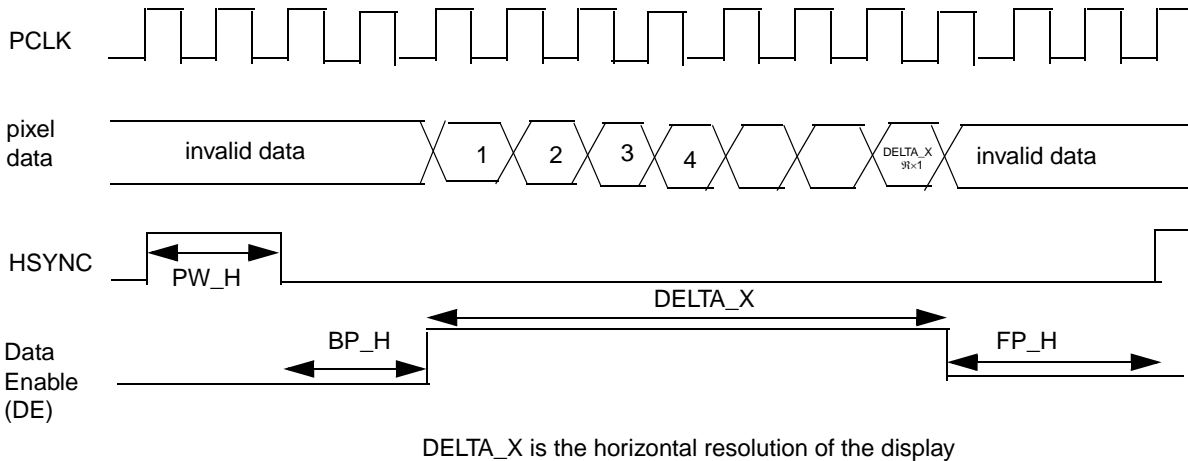 PCLK
pixel
data
invalid data
1
2
3
4
DELTA_X
ℜ×1
invalid data
HSYNC
PW_H
DELTA_X
Data
Enable
(DE)
BP_H
FP_H
DELTA_X is the horizontal resolution of the display